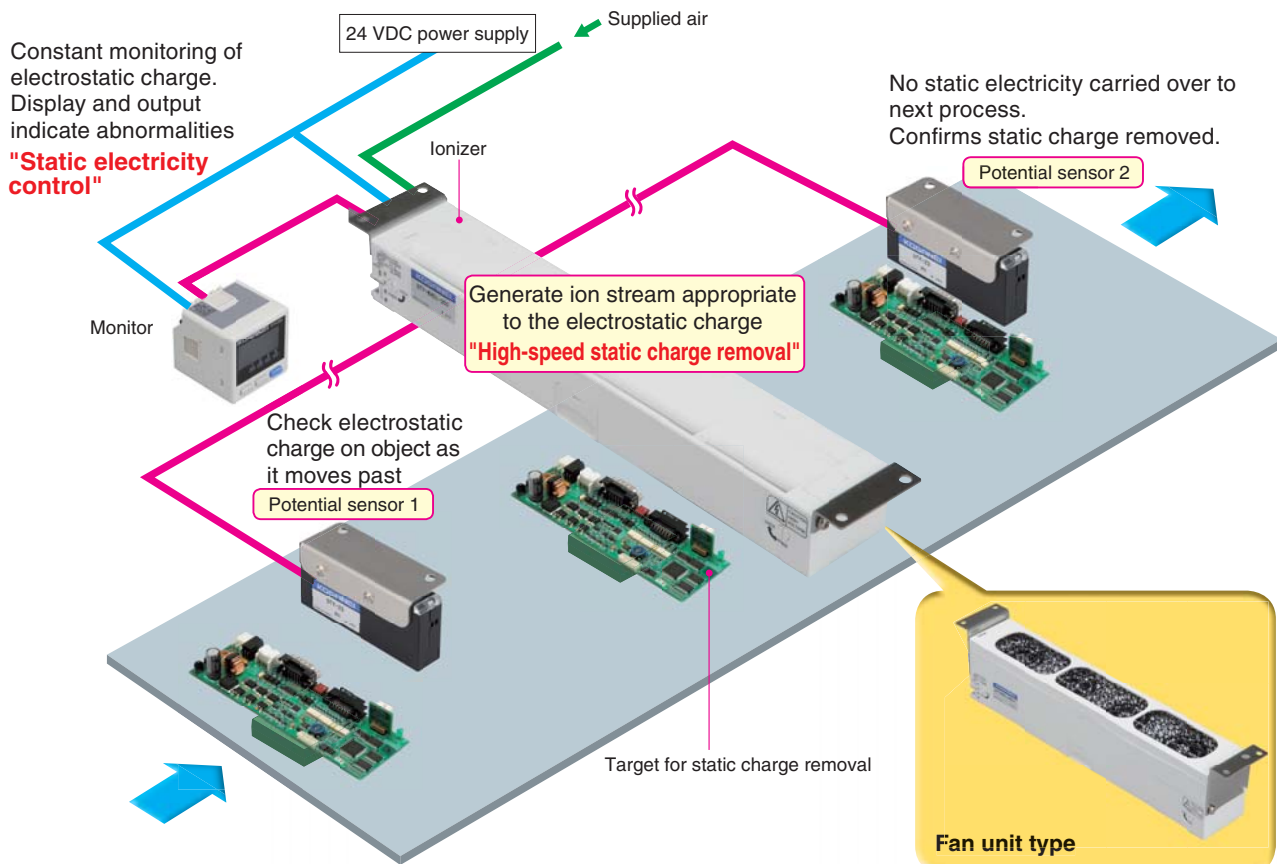 24 VDC power supply
Supplied air
Constant monitoring of
electrostatic charge.
Display and output
indicate abnormalities
"Static electricity
control"
Ionizer
No static electricity carried over to
next process.
Confirms static charge removed.
Potential sensor 2
Monitor
Generate ion stream appropriate
to the electrostatic charge
"High-speed static charge removal"
Check electrostatic
charge on object as
it moves past
Potential sensor 1
Target for static charge removal
Fan unit type